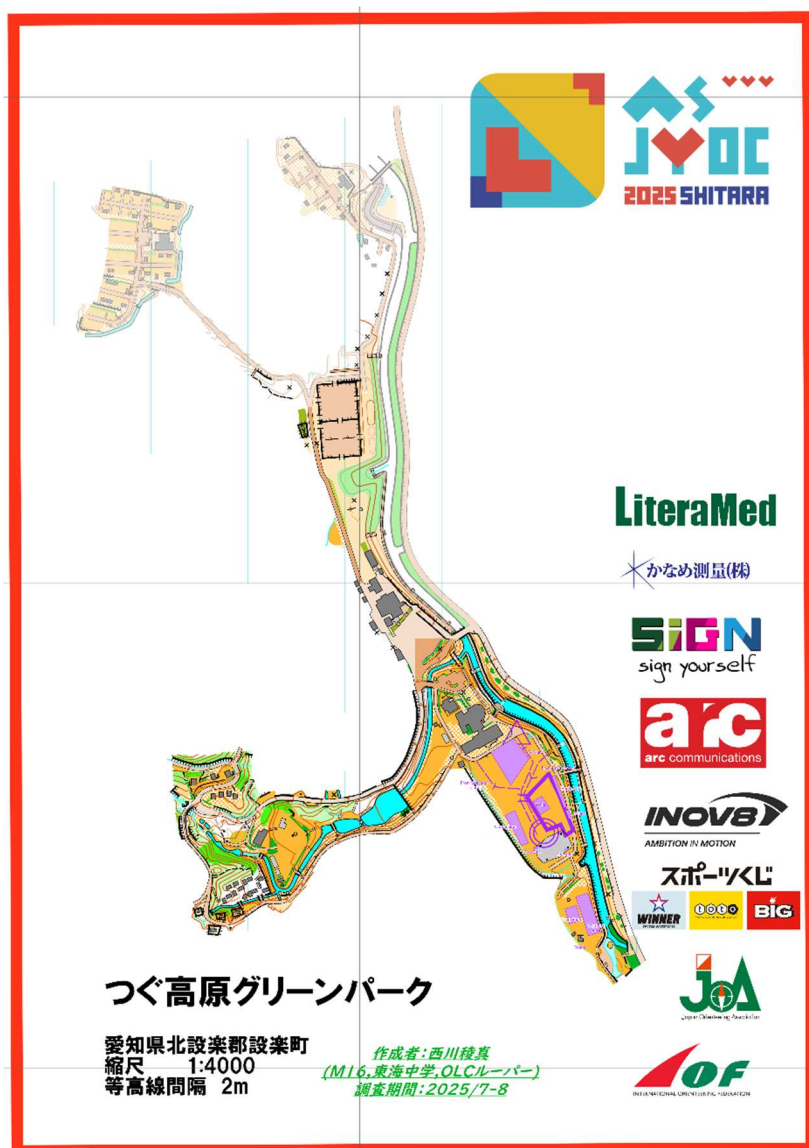 AsJYOC
2025 SHITARA
LiteraMed
かなめ測量(株)
SiGN
sign yourself
arc
arc communications
INOV8
AMBITION IN MOTION
スポーツくじ
WINNER
toto
BIG
JOA
Japan Orienteering Association
IOF
INTERNATIONAL ORIENTEERING FEDERATION
つぐ高原グリーンパーク
愛知県北設楽郡設楽町
縮尺 1:4000
等高線間隔 2m
作成者:西川稜真
(M16,東海中学,OLCルーパー)
調査期間:2025/7-8